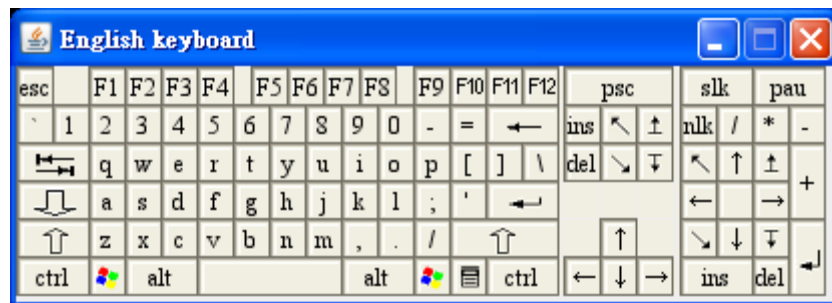 English keyboard
esc F1 F2 F3 F4 F5 F6 F7 F8 F9 F10 F11 F12 psc slk pau
` 1 2 3 4 5 6 7 8 9 0 - = ← ins ↖ ↥ nlk / * -
q w e r t y u i o p [ ] \ del ↘ ↧ ↖ ↑ ↥ +
a s d f g h j k l ; ' ← →
z x c v b n m , . / ↑ ↘ ↓ ↧
ctrl alt alt ctrl ← ↓ → ins del